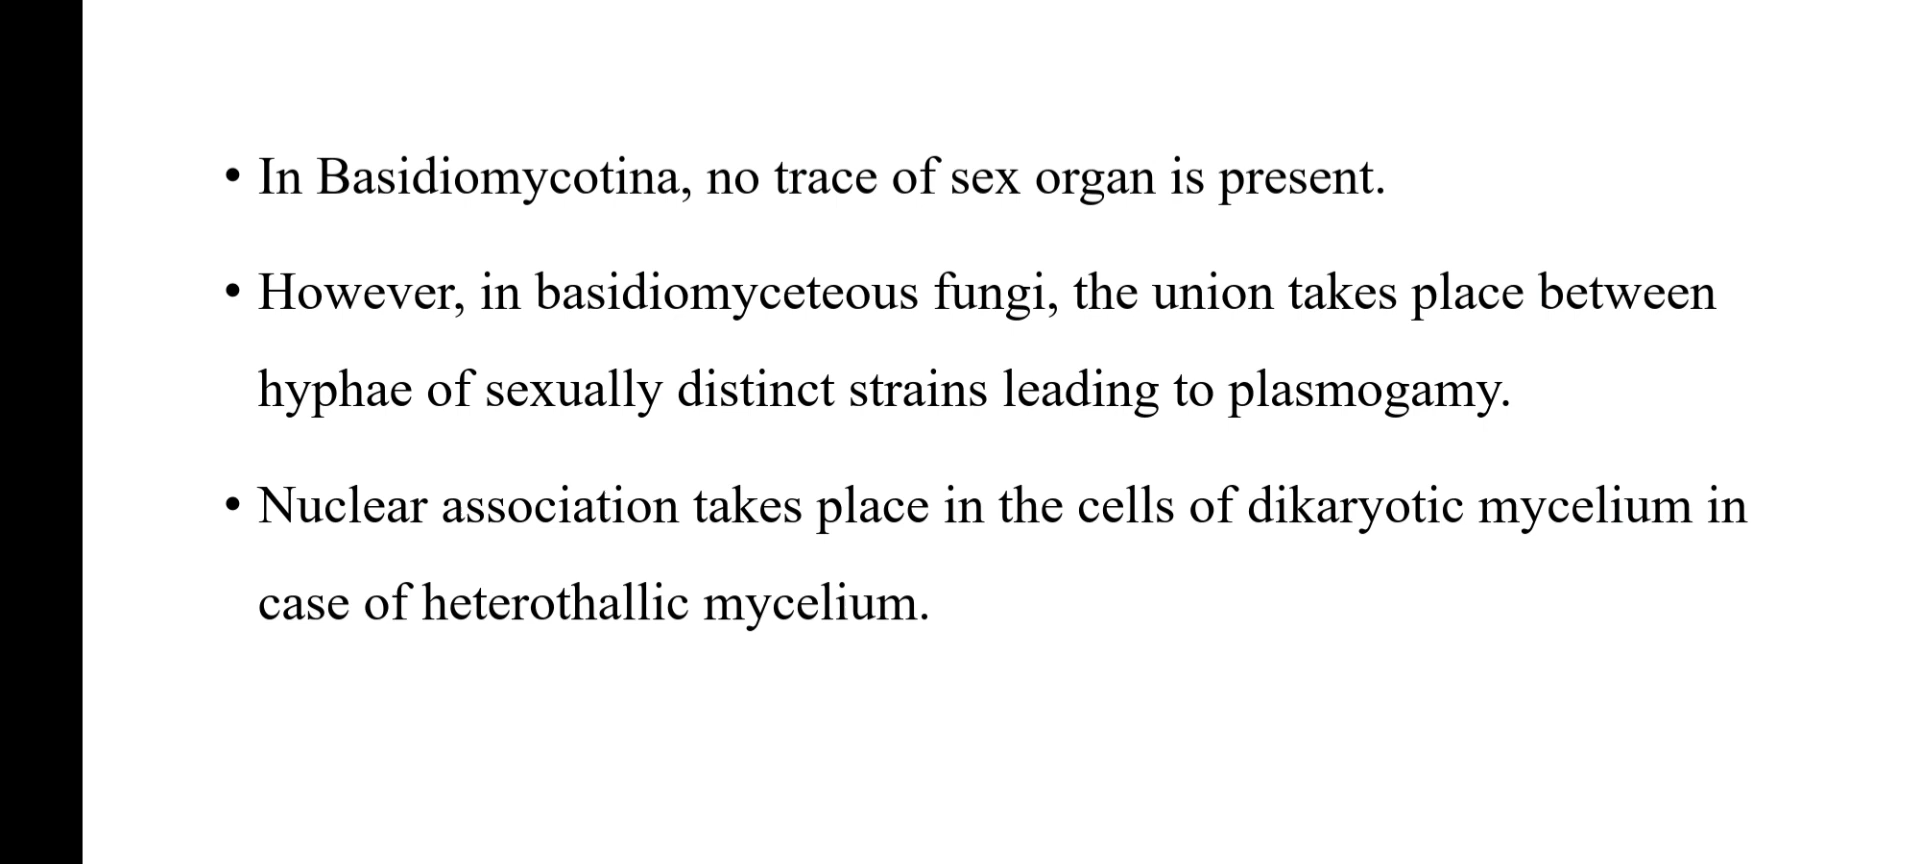 • In Basidiomycotina, no trace of sex organ is present.
• However, in basidiomyceteous fungi, the union takes place between
hyphae of sexually distinct strains leading to plasmogamy.
• Nuclear association takes place in the cells of dikaryotic mycelium in
case of heterothallic mycelium.